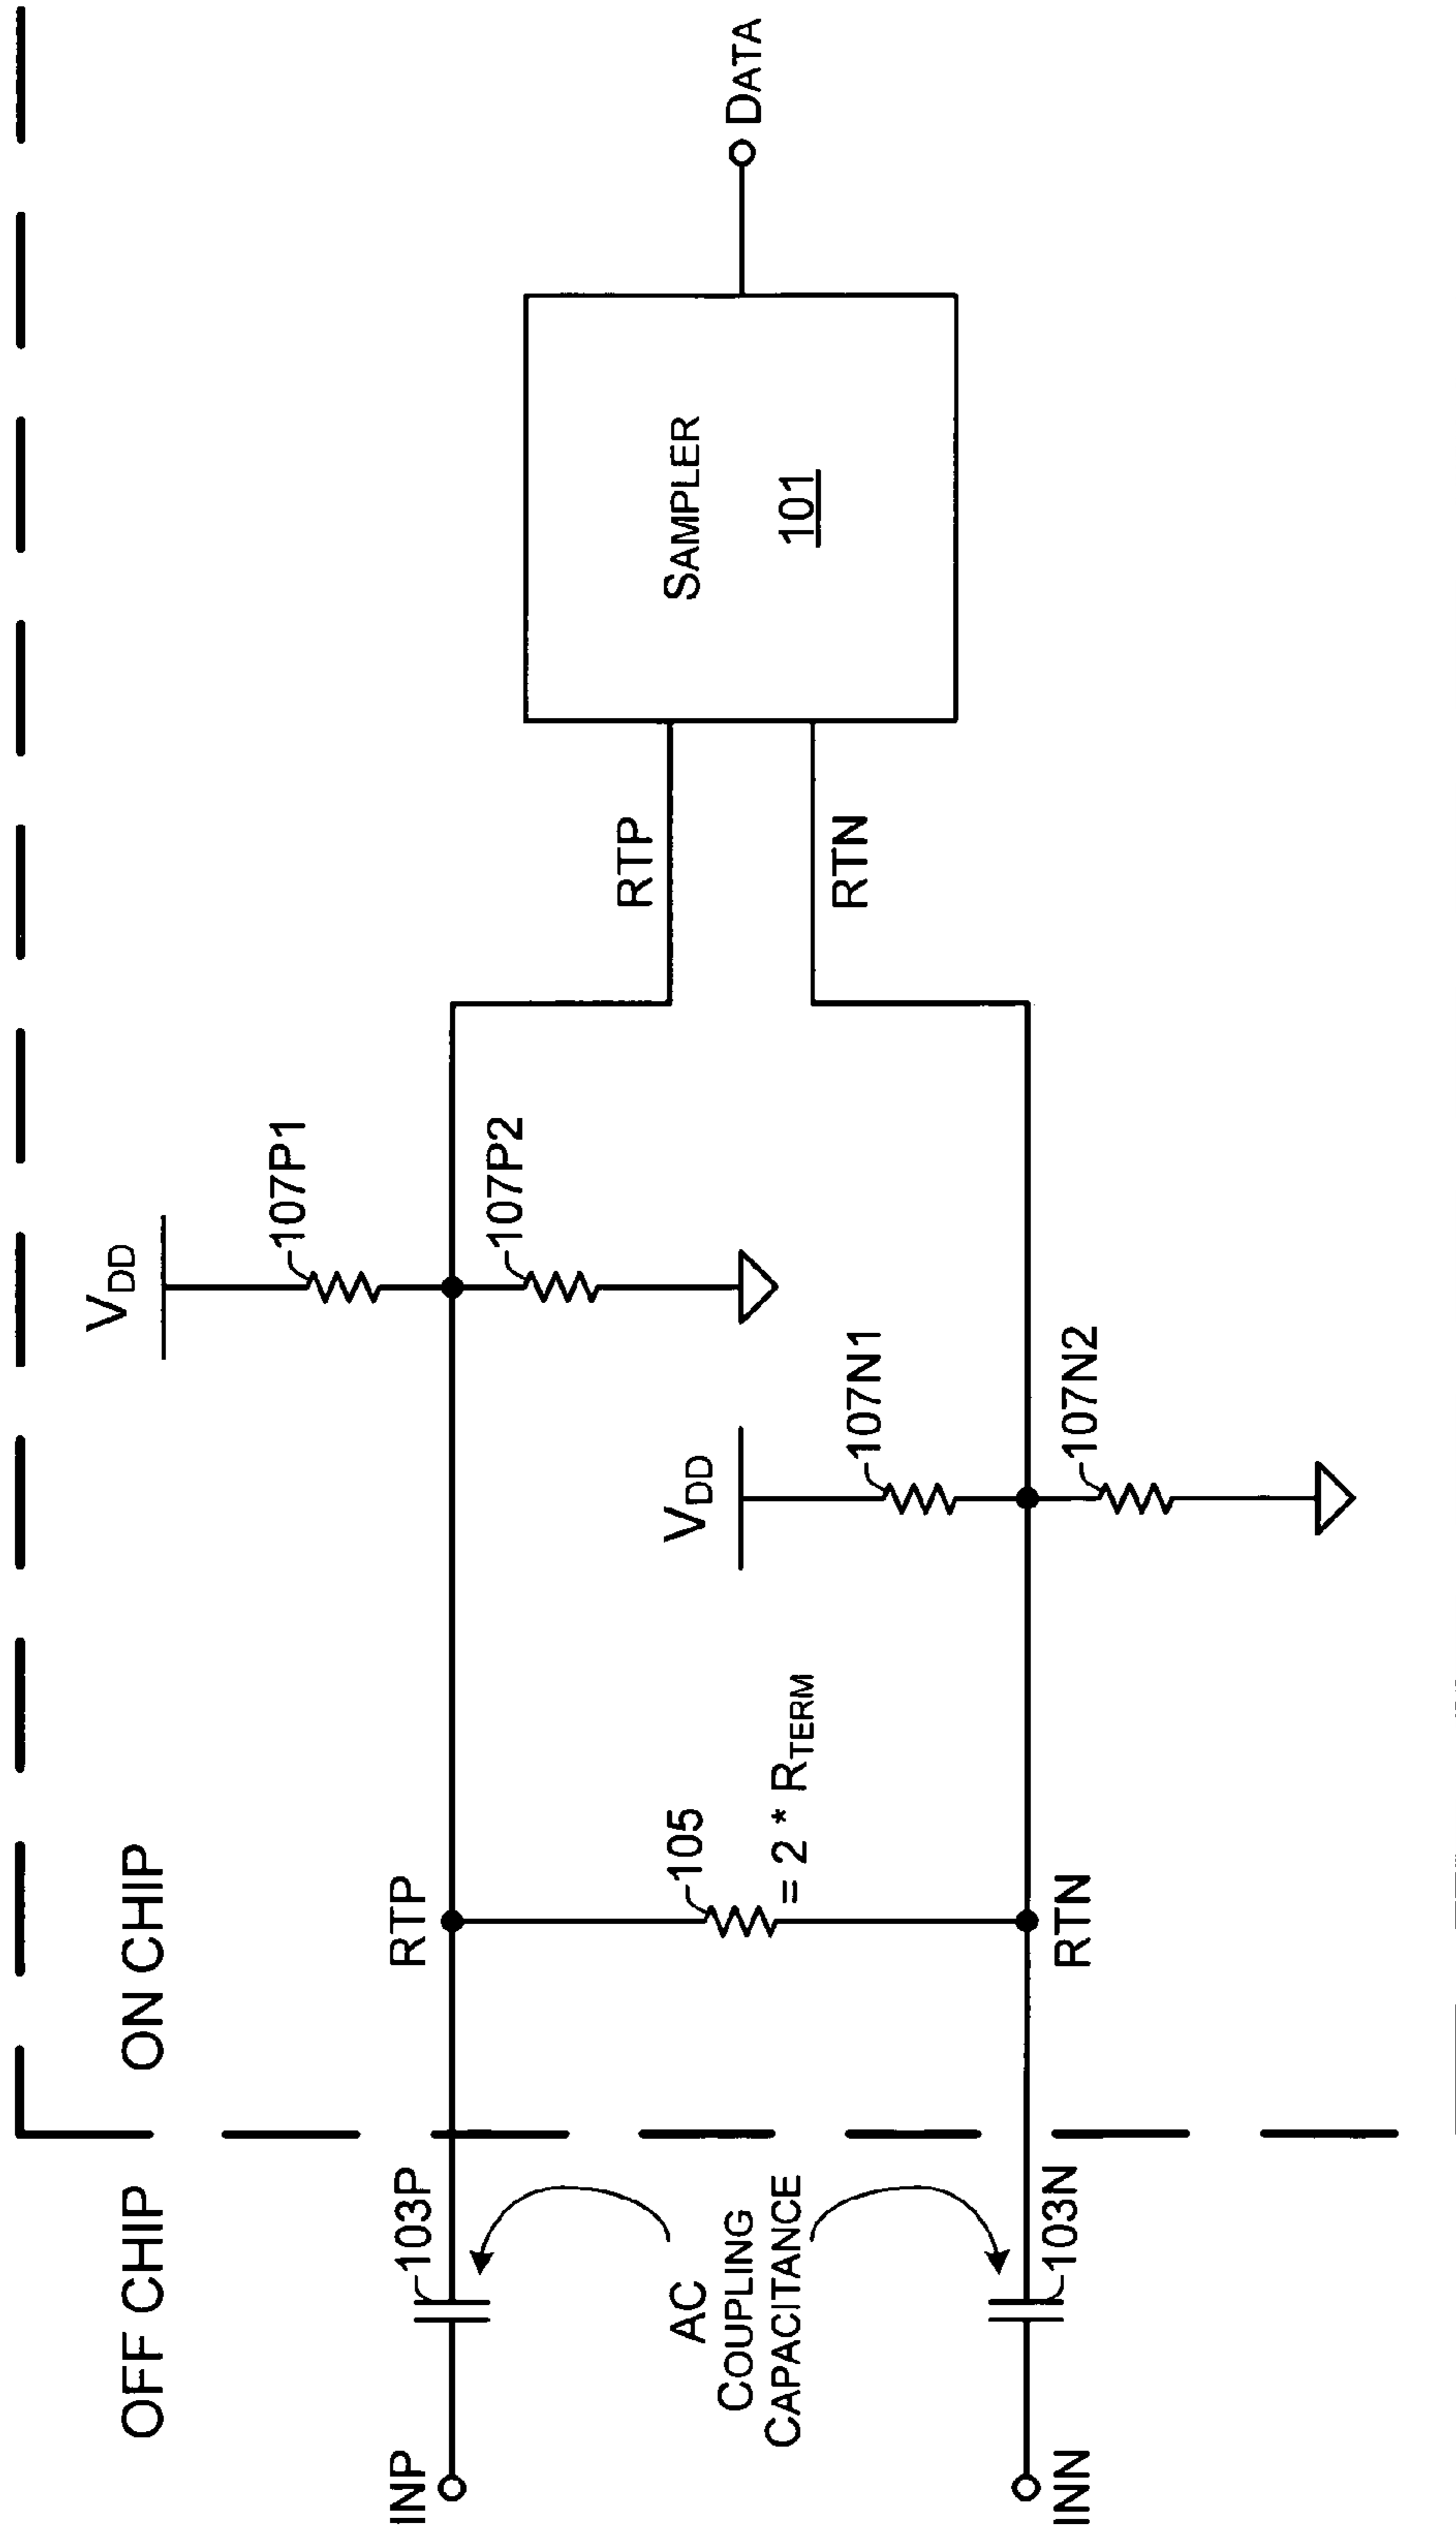 OFF CHIP
ON CHIP
VDD
107P1
INP
103P
RTP
107P2
RTP
AC
COUPLING
CAPACITANCE
105
= 2 * RTERM
VDD
107N1
SAMPLER
101
DATA
RTN
INN
103N
RTN
107N2